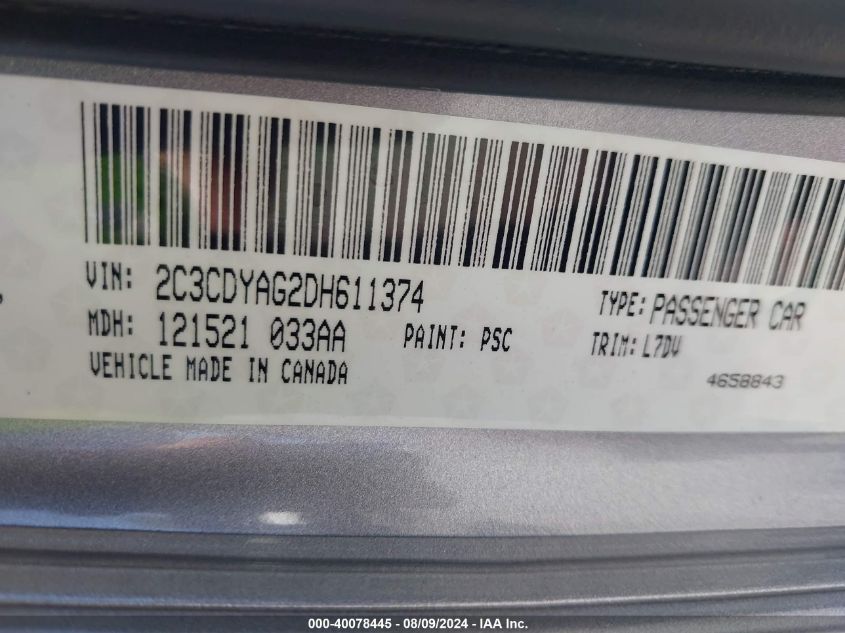 VIN: 2C3CDYAG2DH611374 TYPE: PASSENGER CAR
MDH: 121521 033AA PAINT: PSC TRIM: L7DV
VEHICLE MADE IN CANADA 4658843
000-40078445 - 08/09/2024 - IAA Inc.